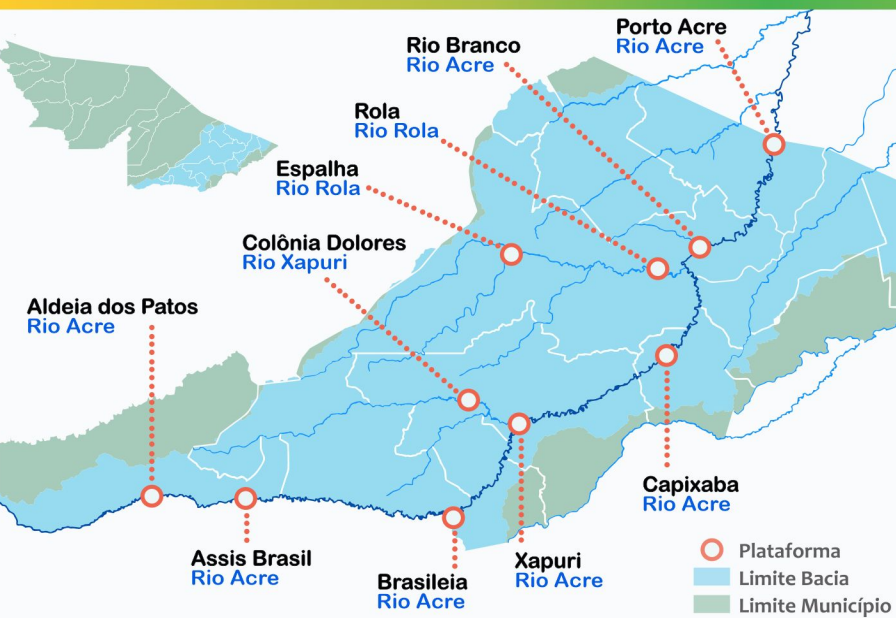 Porto Acre
Rio Acre
Rio Branco
Rio Acre
Rola
Rio Rola
Espalha
Rio Rola
Colônia Dolores
Rio Xapuri
Aldeia dos Patos
Rio Acre
Capixaba
Rio Acre
Assis Brasil
Rio Acre
Brasileia
Rio Acre
Xapuri
Rio Acre
Plataforma
Limite Bacia
Limite Município